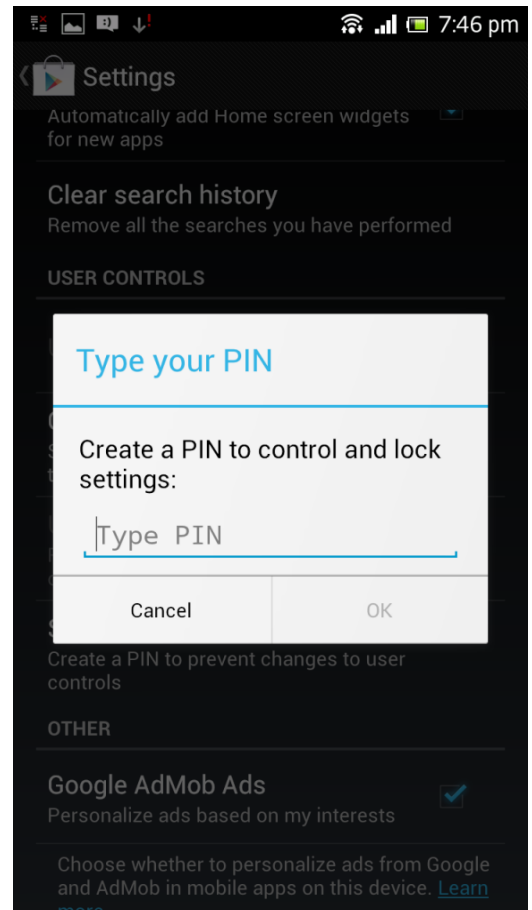 7:46 pm
Settings
Automatically add Home screen widgets
for new apps
Clear search history
Remove all the searches you have performed
USER CONTROLS
Type your PIN
Create a PIN to control and lock
settings:
Type PIN
Cancel
OK
Create a PIN to prevent changes to user
controls
OTHER
Google AdMob Ads
Personalize ads based on my interests
Choose whether to personalize ads from Google
and AdMob in mobile apps on this device. Learn
more